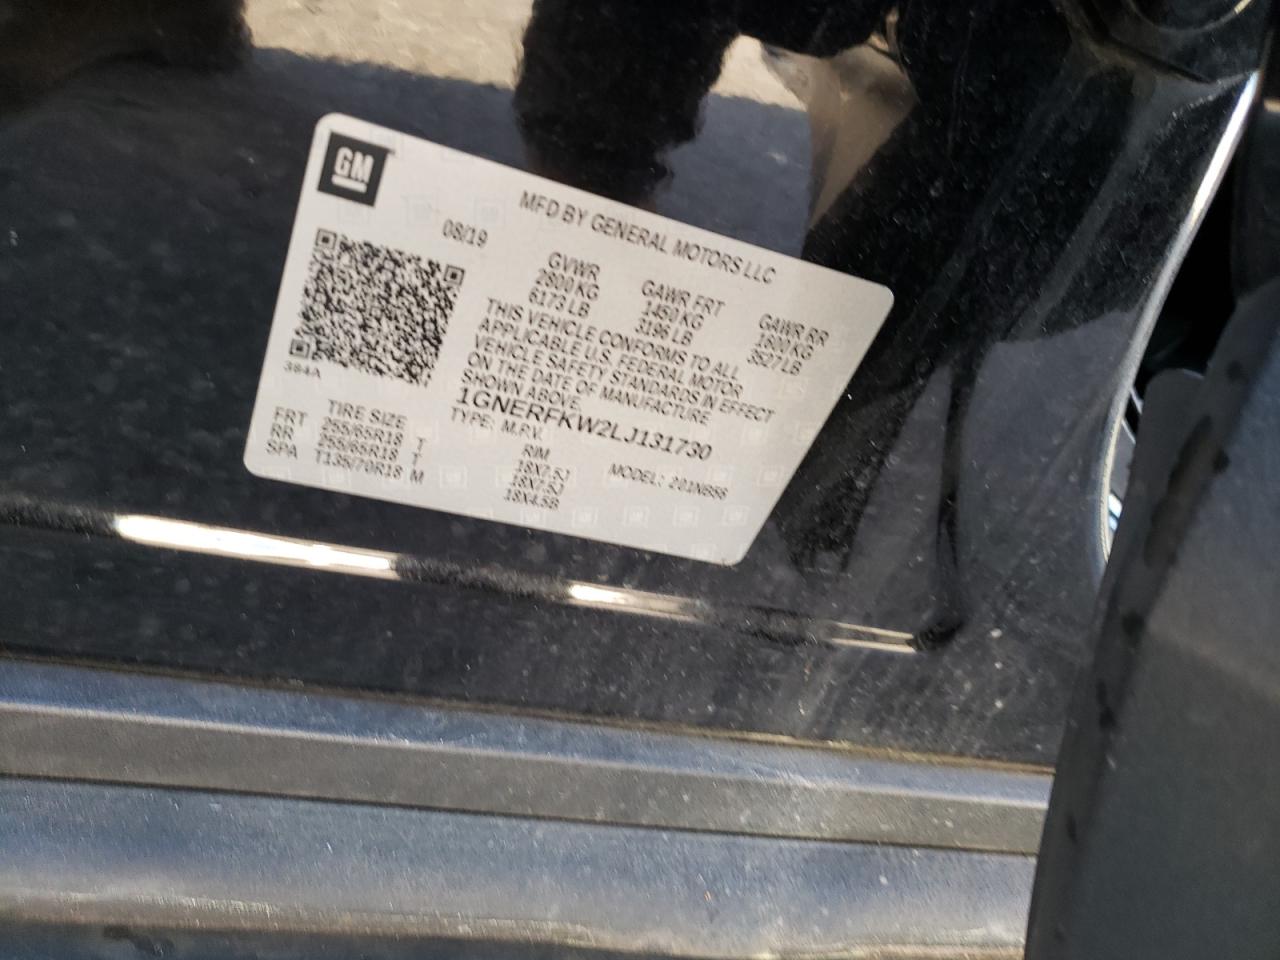 GM
MFD BY GENERAL MOTORS LLC
08/19
GVWR GAWR FRT GAWR RR
2800 KG 1450 KG 1600 KG
6173 LB 3196 LB 3527 LB
THIS VEHICLE CONFORMS TO ALL
APPLICABLE U.S. FEDERAL MOTOR
VEHICLE SAFETY STANDARDS IN EFFECT
ON THE DATE OF MANUFACTURE
SHOWN ABOVE.
1GNERFKW2LJ131730
TYPE: M.P.V. MODEL:
384A
TIRE SIZE RIM
FRT 255/65R18 T 18X7.5J
RR 255/65R18 T 18X7.5J
SPA T135/70R18 M 18X4.5B